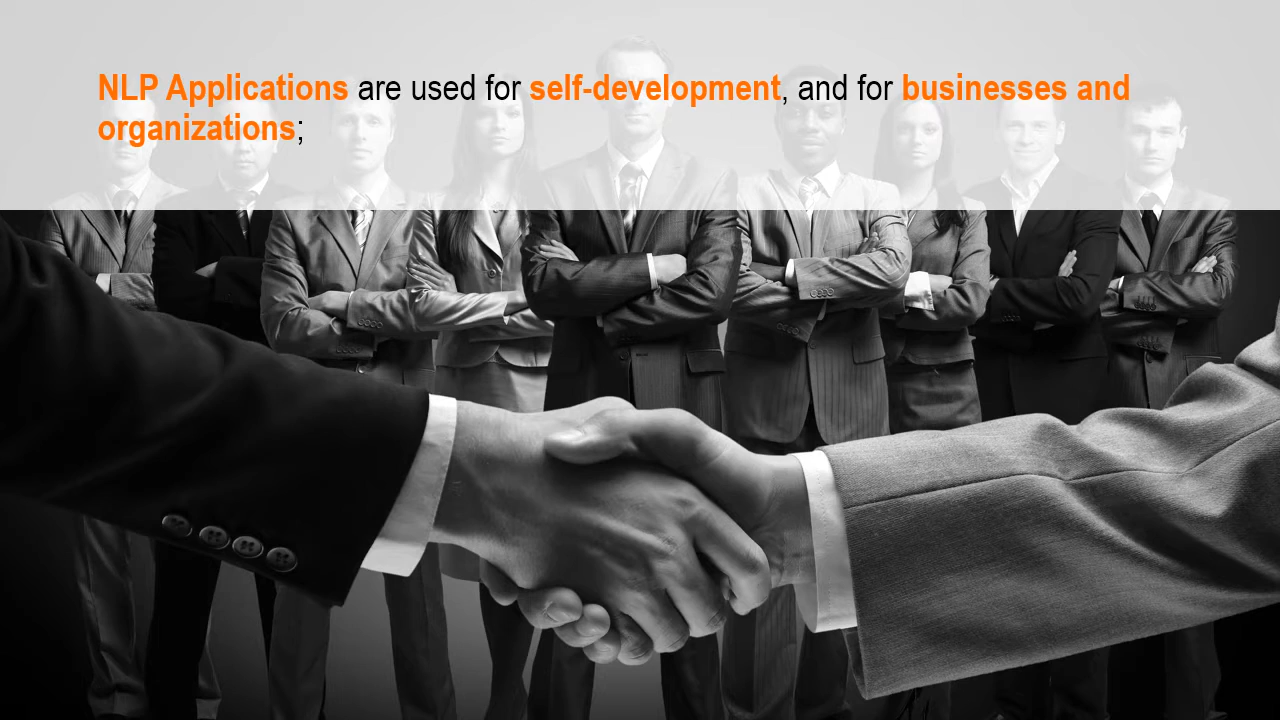 NLP Applications are used for self-development, and for businesses and
organizations;